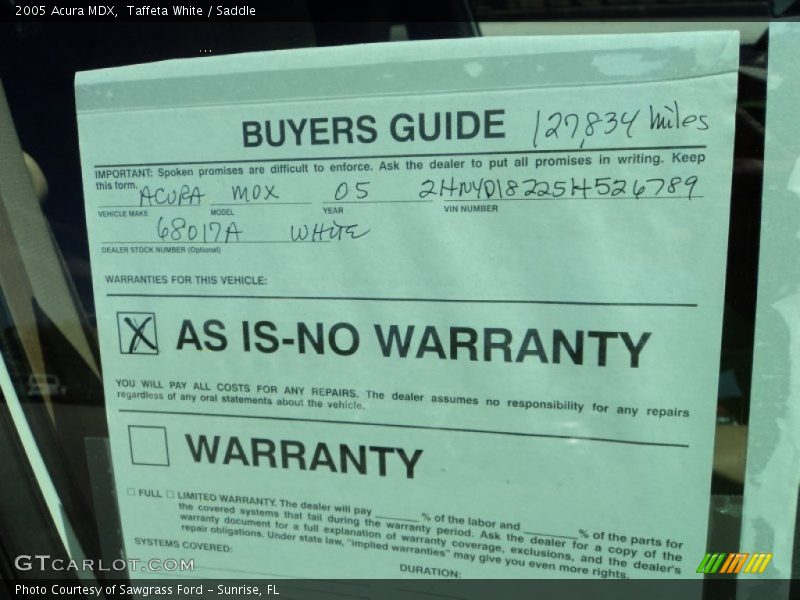 2005 Acura MDX, Taffeta White / Saddle
BUYERS GUIDE 127,834 miles
IMPORTANT: Spoken promises are difficult to enforce. Ask the dealer to put all promises in writing. Keep
this form.
ACURA MDX 05 2HNYD18225H526789
VEHICLE MAKE MODEL YEAR VIN NUMBER
68017A WHITE
DEALER STOCK NUMBER (Optional)
WARRANTIES FOR THIS VEHICLE:
X AS IS-NO WARRANTY
YOU WILL PAY ALL COSTS FOR ANY REPAIRS. The dealer assumes no responsibility for any repairs
regardless of any oral statements about the vehicle.
WARRANTY
FULL LIMITED WARRANTY. The dealer will pay ______ % of the labor and ______ % of the parts for
the covered systems that fail during the warranty period. Ask the dealer for a copy of the
warranty document for a full explanation of warranty coverage, exclusions, and the dealer's
repair obligations. Under state law, "implied warranties" may give you even more rights.
SYSTEMS COVERED: DURATION:
GTCARLOT.COM
Photo Courtesy of Sawgrass Ford - Sunrise, FL